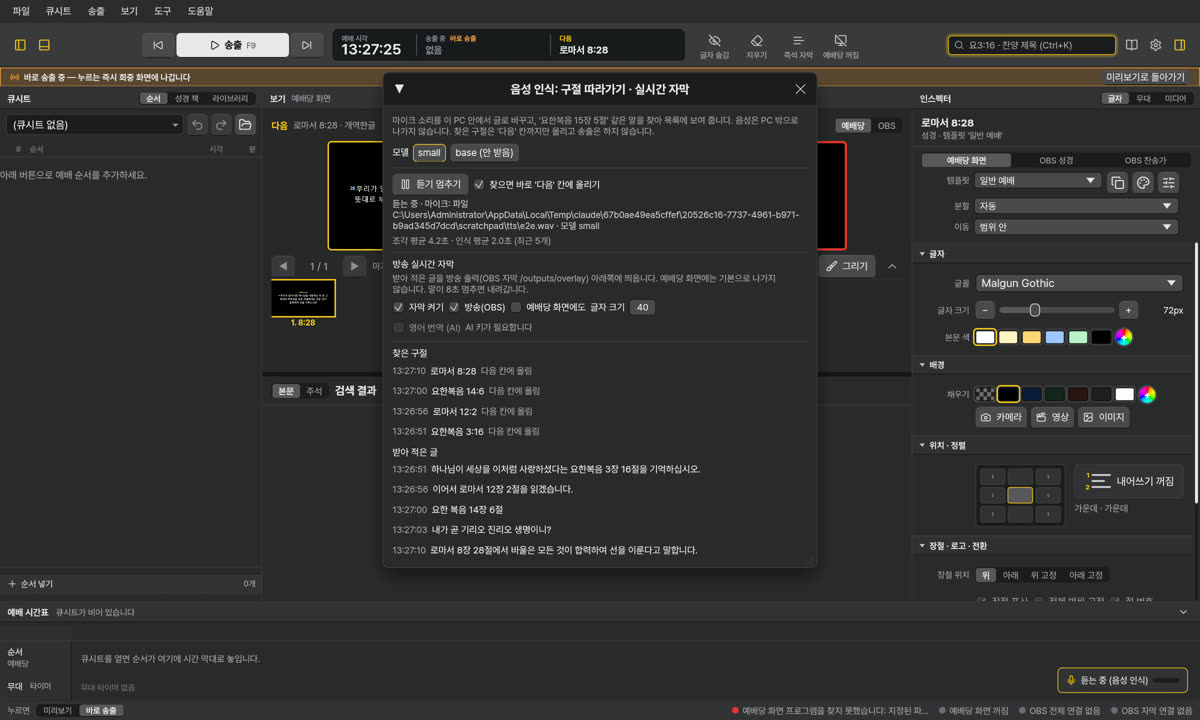 파일 큐시트 송출 보기 도구 도움말
송출 F9
예배 시각
13:27:25
송출 중 바로 송출
없음
다음
로마서 8:28
글자 숨김 지우기 즉석 자막 예배당 꺼짐
요3:16 · 찬양 제목 (Ctrl+K)
바로 송출 중 — 누르는 즉시 회중 화면에 나갑니다
미리보기로 돌아가기
큐시트 순서 성경 책 라이브러리
(큐시트 없음)
# 순서 시각 분
아래 버튼으로 예배 순서를 추가하세요.
순서 넣기 0개
보기 예배당 화면
다음 로마서 8:28 · 개역한글
예배당 OBS
1 / 1
그리기
1. 8:28
본문 주석 검색 결과
음성 인식: 구절 따라가기 · 실시간 자막
마이크 소리를 이 PC 안에서 글로 바꾸고, '요한복음 15장 5절' 같은 말을 찾아 목록에 보여 줍니다. 음성은 PC 밖으로
나가지 않습니다. 찾은 구절은 '다음' 칸까지만 올리고 송출은 하지 않습니다.
모델 small base (안 받음)
듣기 멈추기 찾으면 바로 '다음' 칸에 올리기
듣는 중 · 마이크: 파일
C:\Users\Administrator\AppData\Local\Temp\claude\67b0ae49ea5cffef\20526c16-7737-4961-b971-
b9ad345d7dcd\scratchpad\tts\e2e.wav · 모델 small
조각 평균 4.2초 · 인식 평균 2.0초 (최근 5개)
방송 실시간 자막
받아 적은 글을 방송 출력(OBS 자막 /outputs/overlay) 아래쪽에 띄웁니다. 예배당 화면에는 기본으로 나가지
않습니다. 말이 8초 멈추면 내려갑니다.
자막 켜기 방송(OBS) 예배당 화면에도 글자 크기 40
영어 번역 (AI) AI 키가 필요합니다
찾은 구절
13:27:10 로마서 8:28 다음 칸에 올림
13:27:00 요한복음 14:6 다음 칸에 올림
13:26:56 로마서 12:2 다음 칸에 올림
13:26:51 요한복음 3:16 다음 칸에 올림
받아 적은 글
13:26:51 하나님이 세상을 이처럼 사랑하셨다는 요한복음 3장 16절을 기억하십시오.
13:26:56 이어서 로마서 12장 2절을 읽겠습니다.
13:27:00 요한 복음 14장 6절
13:27:03 내가 곧 기리오 진리오 생명이니?
13:27:10 로마서 8장 28절에서 바울은 모든 것이 합력하여 선을 이룬다고 말합니다.
인스펙터 글자 무대 미디어
로마서 8:28
성경 · 템플릿 '일반 예배'
예배당 화면 OBS 성경 OBS 찬송가
템플릿 일반 예배
분할 자동
이동 범위 안
글자
글꼴 Malgun Gothic
글자 크기 − + 72px
본문 색
배경
채우기
카메라 영상 이미지
위치 · 정렬
내어쓰기 꺼짐
가운데 · 가운데
장절 · 로고 · 전환
장절 위치 위 아래 위 고정 아래 고정
예배 시간표 큐시트가 비어 있습니다
순서
예배당
큐시트를 열면 순서가 여기에 시간 막대로 놓입니다.
무대 타이머 무대 타이머 없음
듣는 중 (음성 인식)
누르면 미리보기 바로 송출
예배당 화면 프로그램을 찾지 못했습니다: 지정된 파... 예배당 화면 꺼짐 OBS 전체 연결 없음 OBS 자막 연결 없음